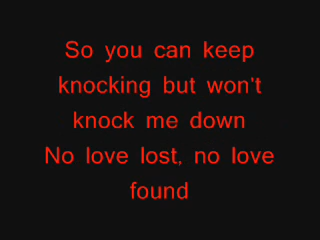 So you can keep
knocking but won't
knock me down
No love lost, no love
found